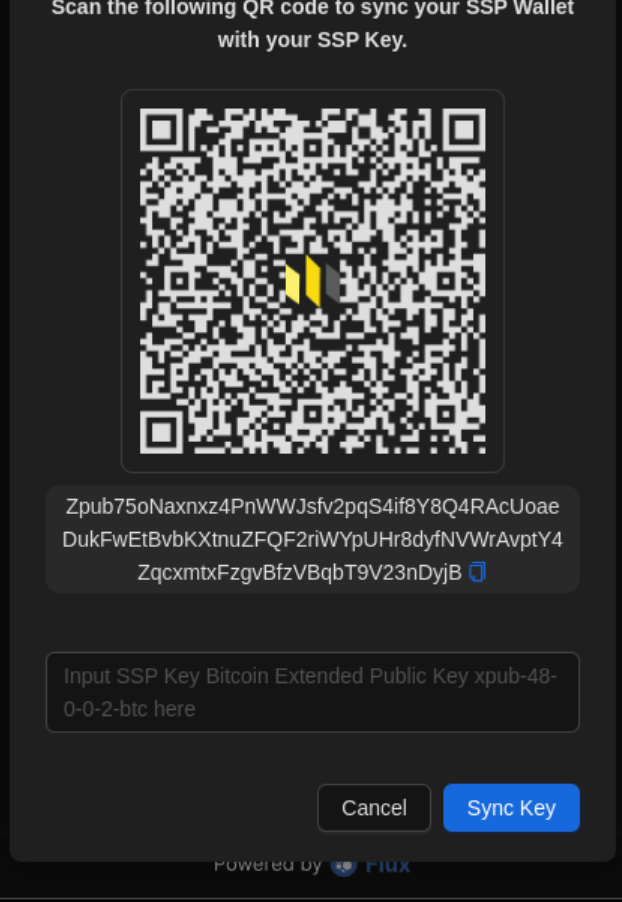 Scan the following QR code to sync your SSP Wallet
with your SSP Key.
Zpub75oNaxnxz4PnWWJsfv2pqS4if8Y8Q4RAcUoae
DukFwEtBvbKXtnuZFQF2riWYpUHr8dyfNVWrAvptY4
ZqcxmtxFzgvBfzVBqbT9V23nDyjB
Input SSP Key Bitcoin Extended Public Key xpub-48-
0-0-2-btc here
Cancel
Sync Key
Powered by Flux